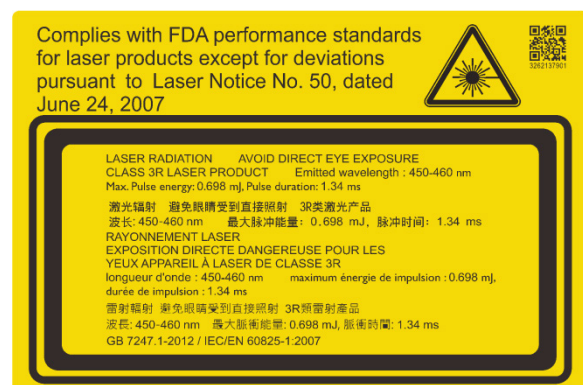 Complies with FDA performance standards
for laser products except for deviations
pursuant to Laser Notice No. 50, dated
June 24, 2007
3262137901
LASER RADIATION AVOID DIRECT EYE EXPOSURE
CLASS 3R LASER PRODUCT Emitted wavelength : 450-460 nm
Max. Pulse energy: 0.698 mJ, Pulse duration: 1.34 ms
激光辐射 避免眼睛受到直接照射 3R类激光产品
波长: 450-460 nm 最大脉冲能量: 0.698 mJ, 脉冲时间: 1.34 ms
RAYONNEMENT LASER
EXPOSITION DIRECTE DANGEREUSE POUR LES
YEUX APPAREIL À LASER DE CLASSE 3R
longueur d'onde : 450-460 nm maximum énergie de impulsion : 0.698 mJ,
durée de impulsion : 1.34 ms
雷射輻射 避免眼睛受到直接照射 3R類雷射產品
波長: 450-460 nm 最大脈衝能量: 0.698 mJ, 脈衝時間: 1.34 ms
GB 7247.1-2012 / IEC/EN 60825-1:2007